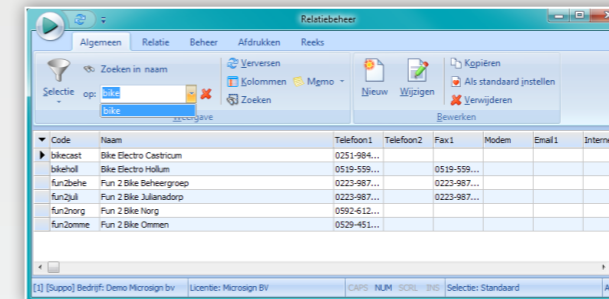 Relatiebeheer
Algemeen Relatie Beheer Afdrukken Reeks
Selectie
Zoeken in naam
op: bike
bike
Verversen
Kolommen Memo
Zoeken
Weergave
Nieuw Wijzigen
Kopiëren
Als standaard instellen
Verwijderen
Bewerken
Code Naam Telefoon1 Telefoon2 Fax1 Modem Email1
bikecast Bike Electro Castricum 0251-984...
bikeholl Bike Electro Hollum 0519-559... 0519-559...
fun2behe Fun 2 Bike Beheergroep 0223-987... 0223-987...
fun2juli Fun 2 Bike Julianadorp 0223-987... 0223-987...
fun2norg Fun 2 Bike Norg 0592-612...
fun2omme Fun 2 Bike Ommen 0529-451...
[1] [Suppo] Bedrijf: Demo Microsign bv Licentie: Microsign BV CAPS NUM SCRL INS Selectie: Standaard